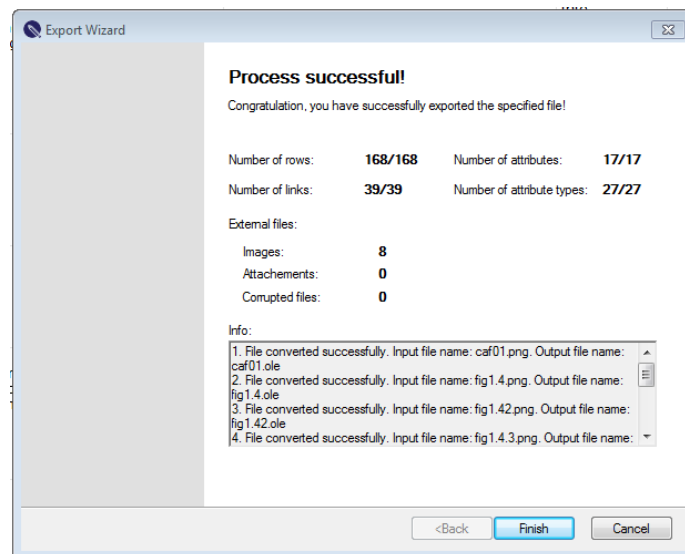 Export Wizard
Process successful!
Congratulation, you have successfully exported the specified file!
Number of rows: 168/168 Number of attributes: 17/17
Number of links: 39/39 Number of attribute types: 27/27
External files:
Images: 8
Attachements: 0
Corrupted files: 0
Info:
1. File converted successfully. Input file name: caf01.png. Output file name:
caf01.ole
2. File converted successfully. Input file name: fig1.4.png. Output file name:
fig1.4.ole
3. File converted successfully. Input file name: fig1.42.png. Output file name:
fig1.42.ole
4. File converted successfully. Input file name: fig1.4.3.png. Output file name:
<Back Finish Cancel